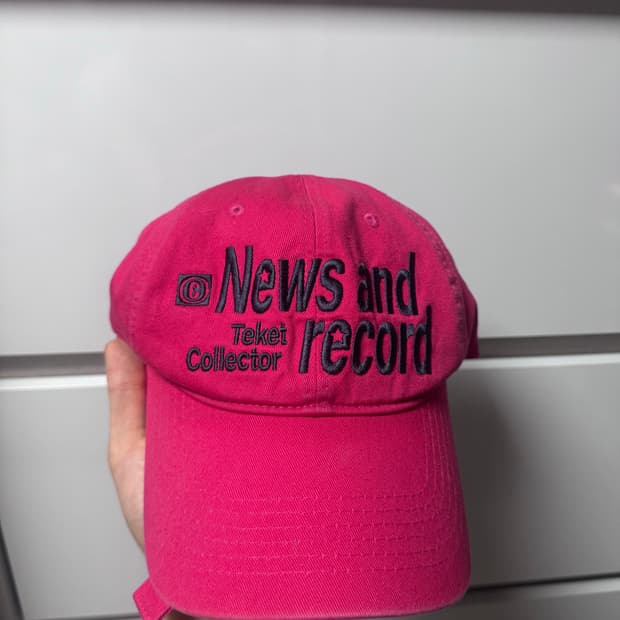 News and
Teket record
Collector